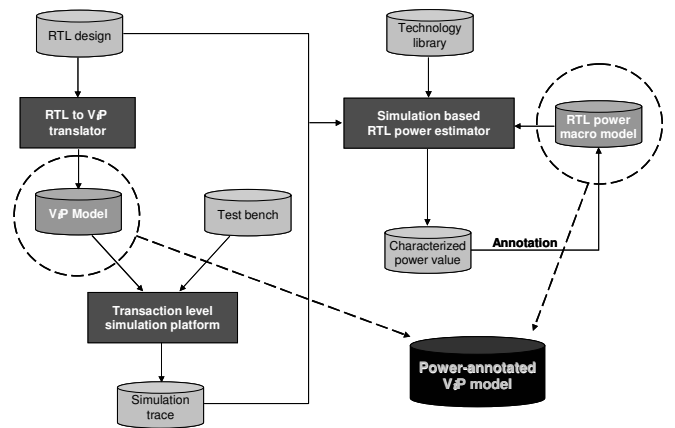 RTL design
Technology
library
RTL to ViP
translator
Simulation based
RTL power estimator
RTL power
macro model
ViP Model
Test bench
Characterized
power value
Annotation
Transaction level
simulation platform
Power-annotated
ViP model
Simulation
trace